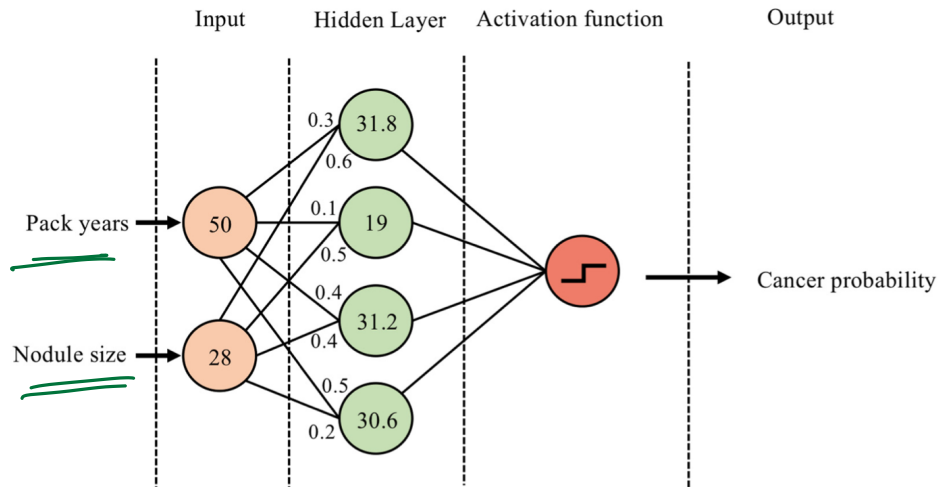 Input Hidden Layer Activation function Output
0.3
31.8
0.6
0.1
Pack years 50 19
0.5
0.4
31.2
Cancer probability
0.4
Nodule size 28
0.5
30.6
0.2